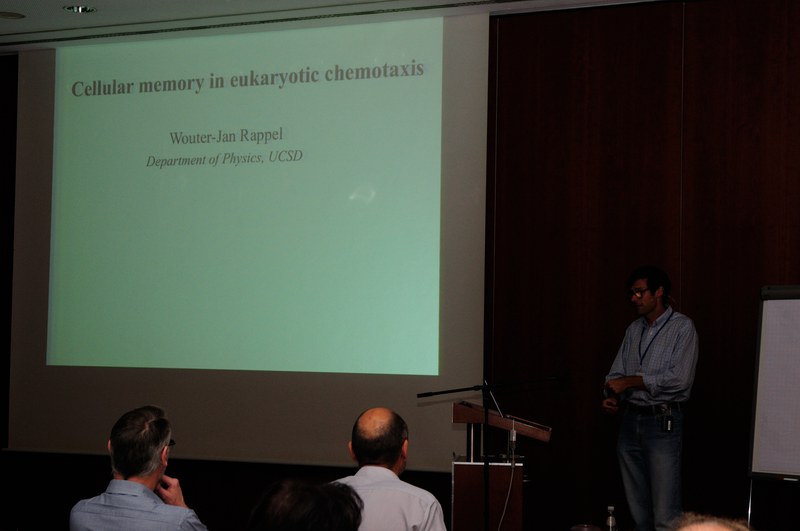 Cellular memory in eukaryotic chemotaxis
Wouter-Jan Rappel
Department of Physics, UCSD